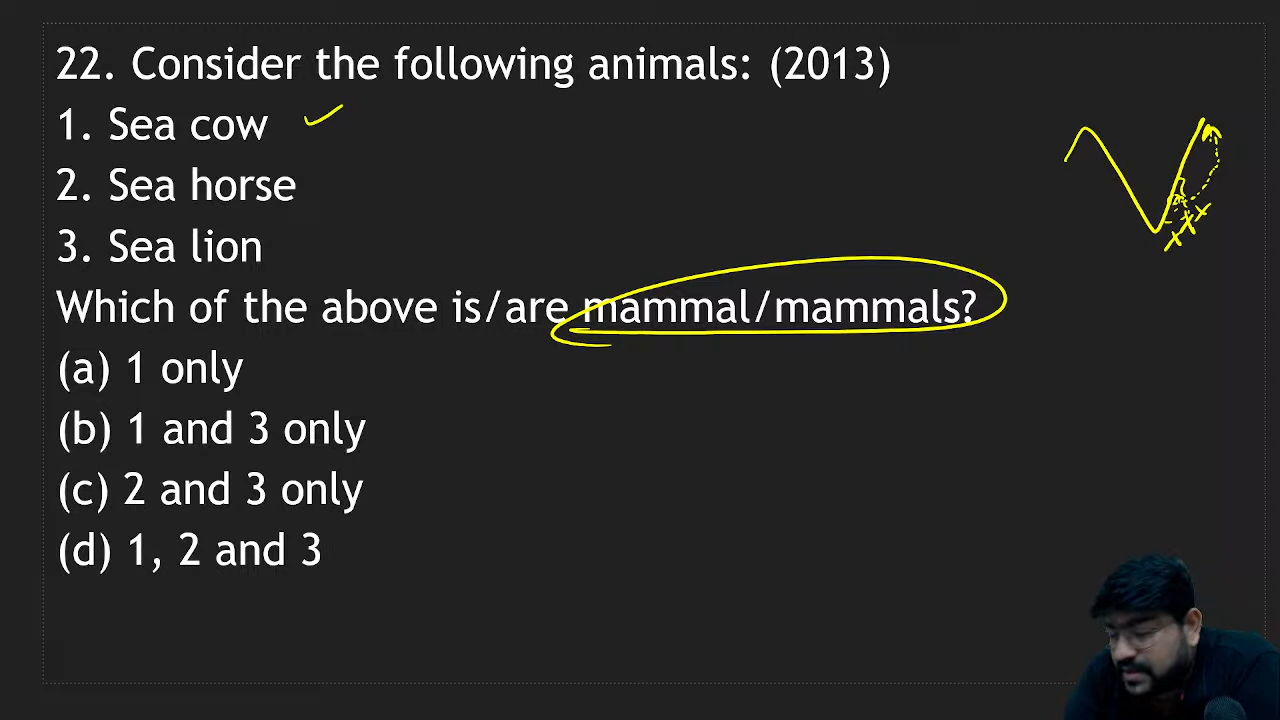 22. Consider the following animals: (2013)
1. Sea cow
2. Sea horse
3. Sea lion
Which of the above is/are mammal/mammals?
(a) 1 only
(b) 1 and 3 only
(c) 2 and 3 only
(d) 1, 2 and 3